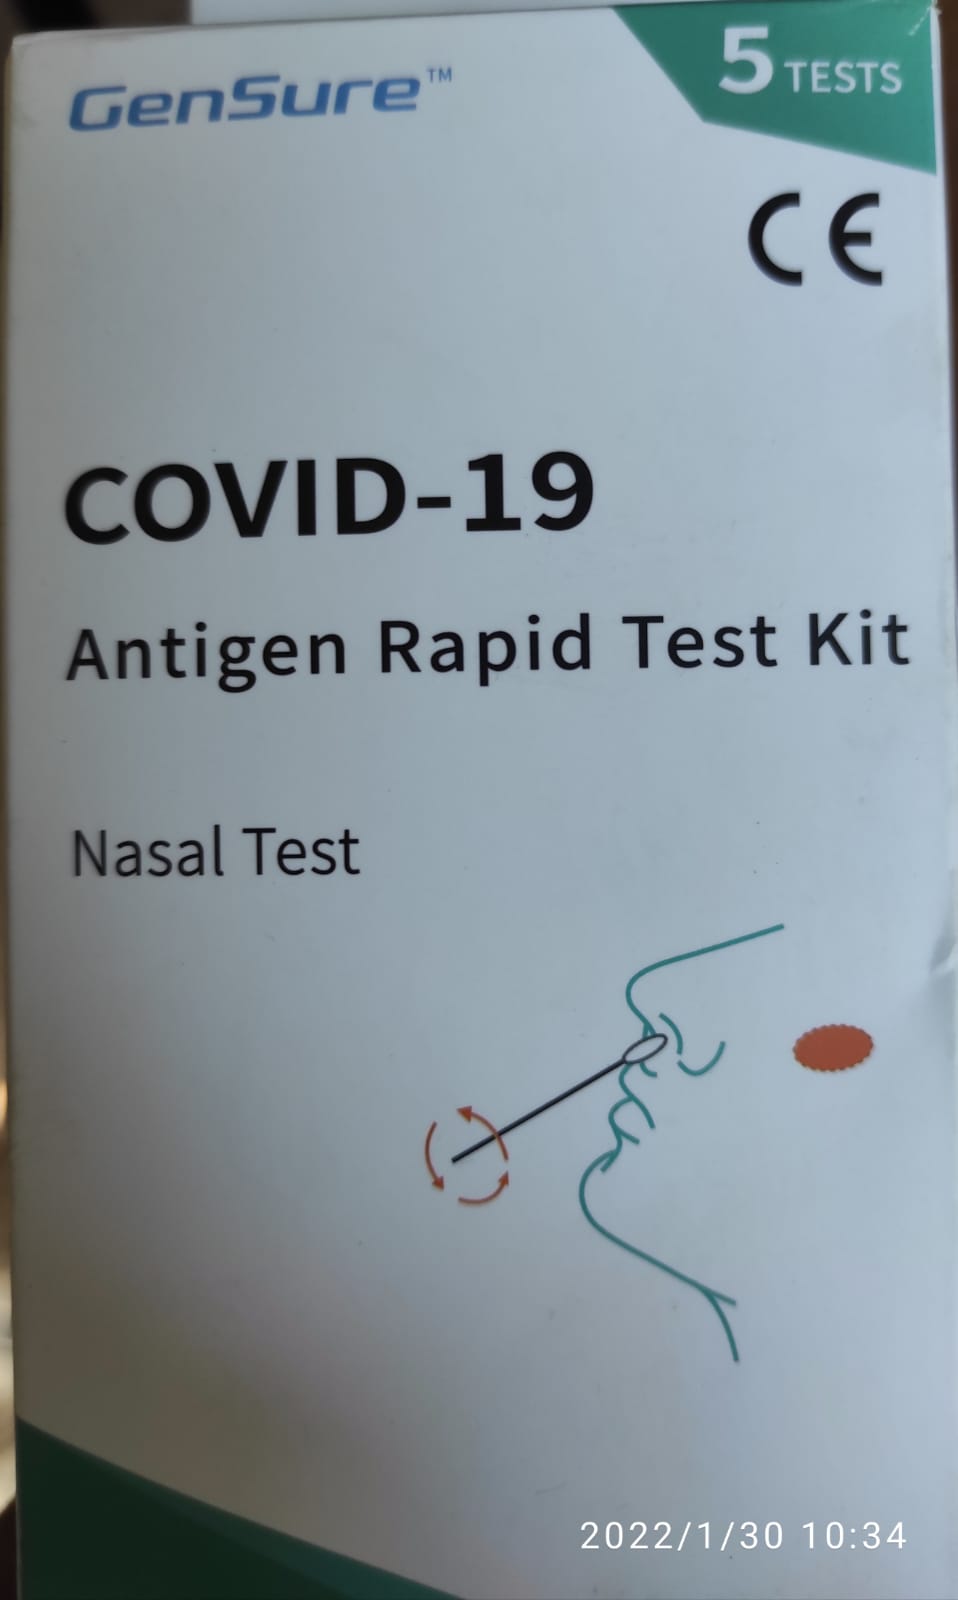 GenSure™
5 TESTS
CE
COVID-19
Antigen Rapid Test Kit
Nasal Test
2022/1/30 10:34